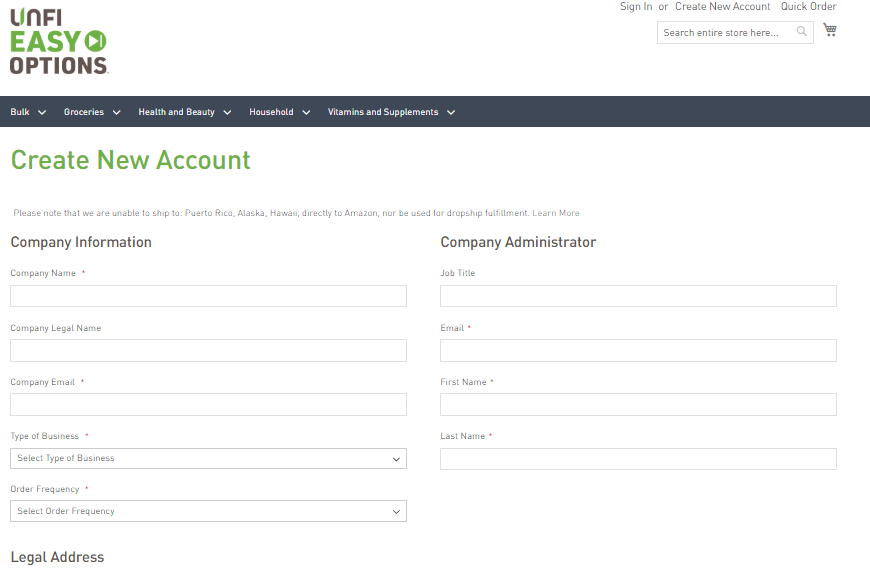 UNFI
EASY
OPTIONS.
Sign In or Create New Account Quick Order
Search entire store here...
Bulk Groceries Health and Beauty Household Vitamins and Supplements
Create New Account
Please note that we are unable to ship to: Puerto Rico, Alaska, Hawaii, directly to Amazon, nor be used for dropship fulfillment. Learn More
Company Information
Company Administrator
Company Name *
Job Title
Company Legal Name
Email *
Company Email *
First Name *
Type of Business *
Last Name *
Select Type of Business
Order Frequency *
Select Order Frequency
Legal Address